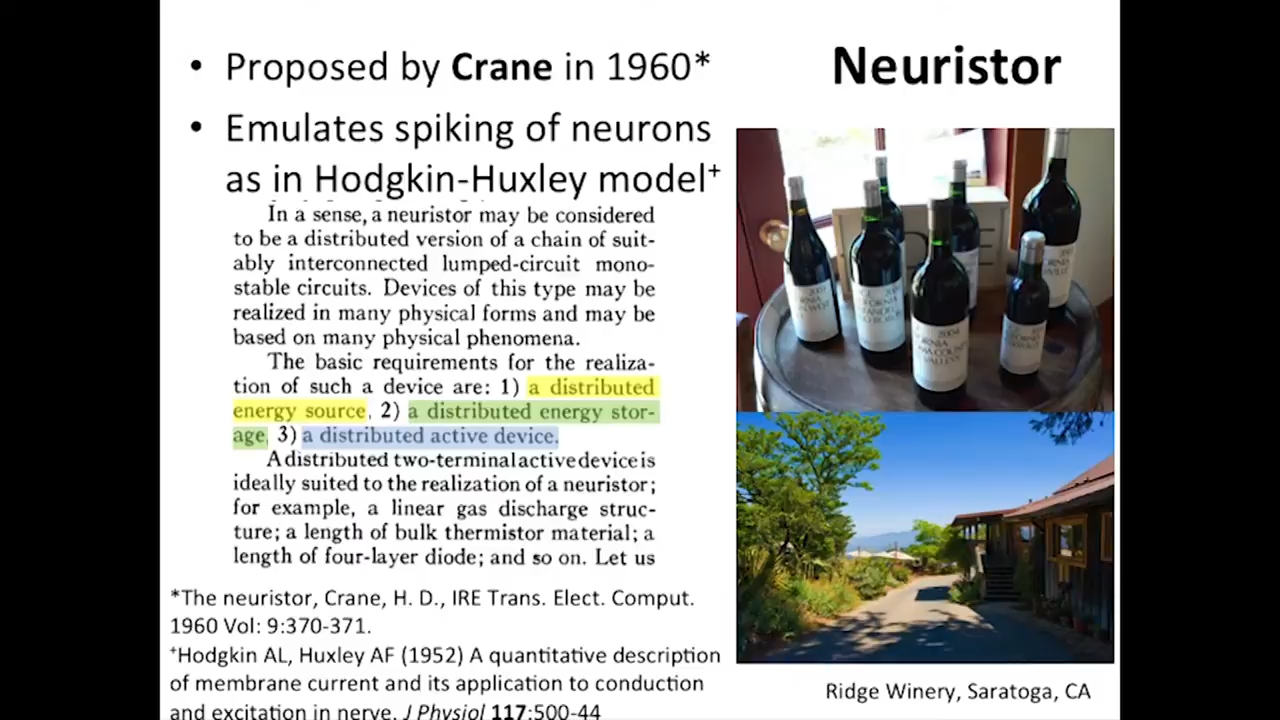 • Proposed by Crane in 1960*
Neuristor
• Emulates spiking of neurons
as in Hodgkin-Huxley model⁺
In a sense, a neuristor may be considered
to be a distributed version of a chain of suit-
ably interconnected lumped-circuit mono-
stable circuits. Devices of this type may be
realized in many physical forms and may be
based on many physical phenomena.
The basic requirements for the realiza-
tion of such a device are: 1) a distributed
energy source, 2) a distributed energy stor-
age, 3) a distributed active device.
A distributed two-terminal active device is
ideally suited to the realization of a neuristor;
for example, a linear gas discharge struc-
ture; a length of bulk thermistor material; a
length of four-layer diode; and so on. Let us
*The neuristor, Crane, H. D., IRE Trans. Elect. Comput.
1960 Vol: 9:370-371.
⁺Hodgkin AL, Huxley AF (1952) A quantitative description
of membrane current and its application to conduction
and excitation in nerve. J Physiol 117:500-44
Ridge Winery, Saratoga, CA